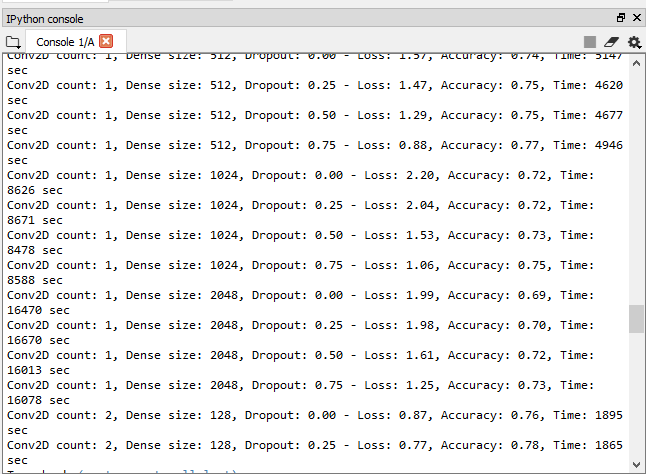 IPython console
Console 1/A
Conv2D count: 1, Dense size: 512, Dropout: 0.00 - Loss: 1.57, Accuracy: 0.74, Time: 5147
sec
Conv2D count: 1, Dense size: 512, Dropout: 0.25 - Loss: 1.47, Accuracy: 0.75, Time: 4620
sec
Conv2D count: 1, Dense size: 512, Dropout: 0.50 - Loss: 1.29, Accuracy: 0.75, Time: 4677
sec
Conv2D count: 1, Dense size: 512, Dropout: 0.75 - Loss: 0.88, Accuracy: 0.77, Time: 4946
sec
Conv2D count: 1, Dense size: 1024, Dropout: 0.00 - Loss: 2.20, Accuracy: 0.72, Time:
8626 sec
Conv2D count: 1, Dense size: 1024, Dropout: 0.25 - Loss: 2.04, Accuracy: 0.72, Time:
8671 sec
Conv2D count: 1, Dense size: 1024, Dropout: 0.50 - Loss: 1.53, Accuracy: 0.73, Time:
8478 sec
Conv2D count: 1, Dense size: 1024, Dropout: 0.75 - Loss: 1.06, Accuracy: 0.75, Time:
8588 sec
Conv2D count: 1, Dense size: 2048, Dropout: 0.00 - Loss: 1.99, Accuracy: 0.69, Time:
16470 sec
Conv2D count: 1, Dense size: 2048, Dropout: 0.25 - Loss: 1.98, Accuracy: 0.70, Time:
16670 sec
Conv2D count: 1, Dense size: 2048, Dropout: 0.50 - Loss: 1.61, Accuracy: 0.72, Time:
16013 sec
Conv2D count: 1, Dense size: 2048, Dropout: 0.75 - Loss: 1.25, Accuracy: 0.73, Time:
16078 sec
Conv2D count: 2, Dense size: 128, Dropout: 0.00 - Loss: 0.87, Accuracy: 0.76, Time: 1895
sec
Conv2D count: 2, Dense size: 128, Dropout: 0.25 - Loss: 0.77, Accuracy: 0.78, Time: 1865
sec